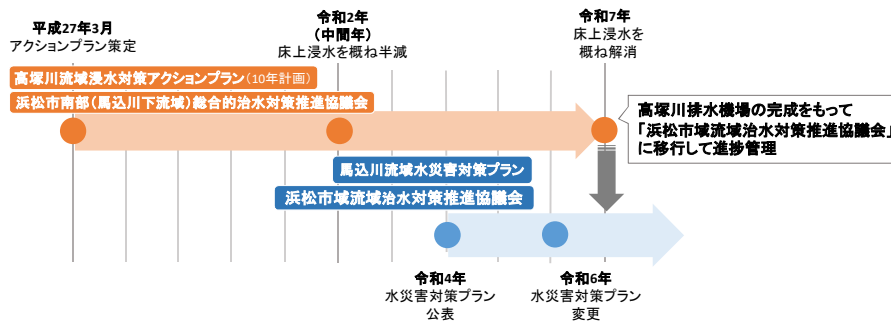 平成27年3月
アクションプラン策定
令和2年
(中間年)
床上浸水を概ね半減
令和7年
床上浸水を
概ね解消
高塚川流域浸水対策アクションプラン(10年計画)
浜松市南部(馬込川下流域)総合的治水対策推進協議会
高塚川排水機場の完成をもって
「浜松市域流域治水対策推進協議会」
に移行して進捗管理
馬込川流域水災害対策プラン
浜松市域流域治水対策推進協議会
令和4年
水災害対策プラン
公表
令和6年
水災害対策プラン
変更